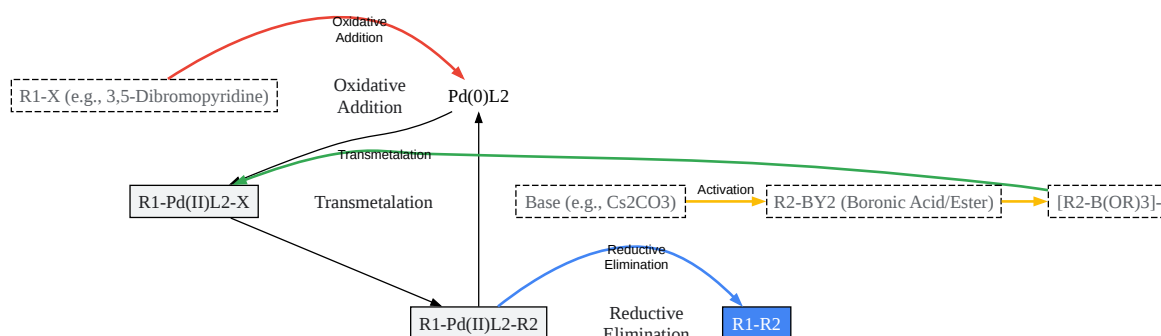 Oxidative
Addition
R1-X (e.g., 3,5-Dibromopyridine)
Oxidative
Addition
Pd(0)L2
Transmetalation
R1-Pd(II)L2-X
Transmetalation
Base (e.g., Cs2CO3)
Activation
R2-BY2 (Boronic Acid/Ester)
[R2-B(OR)3]-
Reductive
Elimination
R1-Pd(II)L2-R2
Reductive
Elimination
R1-R2